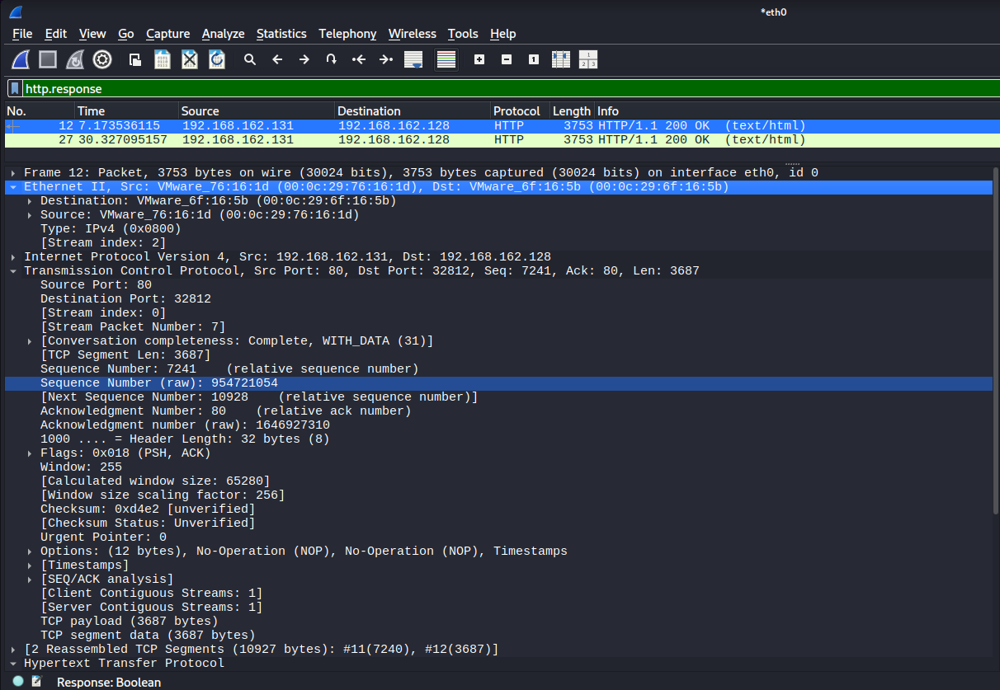 *eth0
File Edit View Go Capture Analyze Statistics Telephony Wireless Tools Help
http.response
No. Time Source Destination Protocol Length Info
12 7.173536115 192.168.162.131 192.168.162.128 HTTP 3753 HTTP/1.1 200 OK (text/html)
27 30.327095157 192.168.162.131 192.168.162.128 HTTP 3753 HTTP/1.1 200 OK (text/html)
Frame 12: Packet, 3753 bytes on wire (30024 bits), 3753 bytes captured (30024 bits) on interface eth0, id 0
Ethernet II, Src: VMware_76:16:1d (00:0c:29:76:16:1d), Dst: VMware_6f:16:5b (00:0c:29:6f:16:5b)
Destination: VMware_6f:16:5b (00:0c:29:6f:16:5b)
Source: VMware_76:16:1d (00:0c:29:76:16:1d)
Type: IPv4 (0x0800)
[Stream index: 2]
Internet Protocol Version 4, Src: 192.168.162.131, Dst: 192.168.162.128
Transmission Control Protocol, Src Port: 80, Dst Port: 32812, Seq: 7241, Ack: 80, Len: 3687
Source Port: 80
Destination Port: 32812
[Stream index: 0]
[Stream Packet Number: 7]
[Conversation completeness: Complete, WITH_DATA (31)]
[TCP Segment Len: 3687]
Sequence Number: 7241 (relative sequence number)
Sequence Number (raw): 954721054
[Next Sequence Number: 10928 (relative sequence number)]
Acknowledgment Number: 80 (relative ack number)
Acknowledgment number (raw): 1646927310
1000 .... = Header Length: 32 bytes (8)
Flags: 0x018 (PSH, ACK)
Window: 255
[Calculated window size: 65280]
[Window size scaling factor: 256]
Checksum: 0xd4e2 [unverified]
[Checksum Status: Unverified]
Urgent Pointer: 0
Options: (12 bytes), No-Operation (NOP), No-Operation (NOP), Timestamps
[Timestamps]
[SEQ/ACK analysis]
[Client Contiguous Streams: 1]
[Server Contiguous Streams: 1]
TCP payload (3687 bytes)
TCP segment data (3687 bytes)
[2 Reassembled TCP Segments (10927 bytes): #11(7240), #12(3687)]
Hypertext Transfer Protocol
Response: Boolean